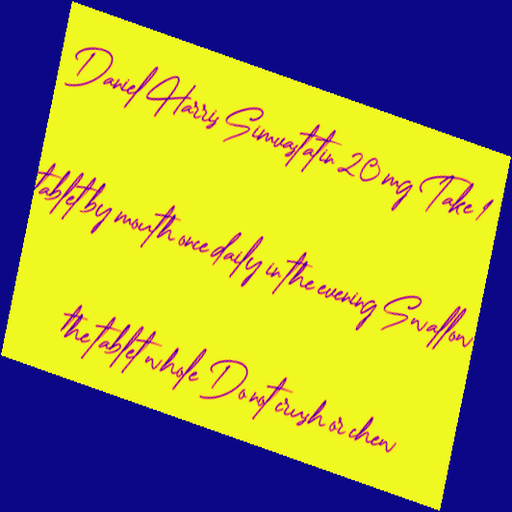 Daniel Harris Simvastatin 20 mg Take 1
tablet by mouth once daily in the evening Swallow
the tablet whole Do not crush or chew